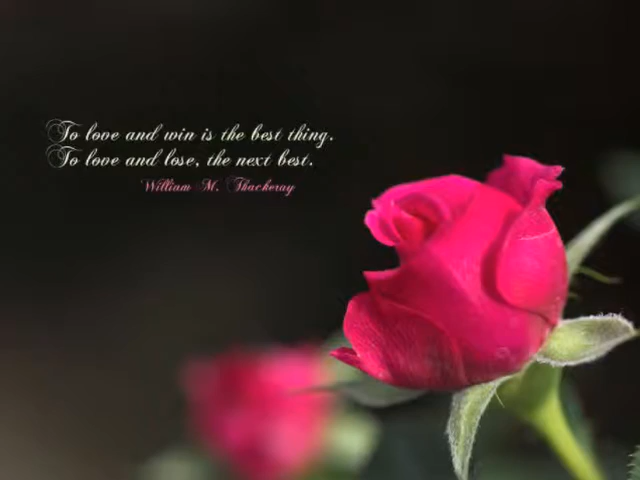 To love and win is the best thing.
To love and lose, the next best.
William M. Thackeray